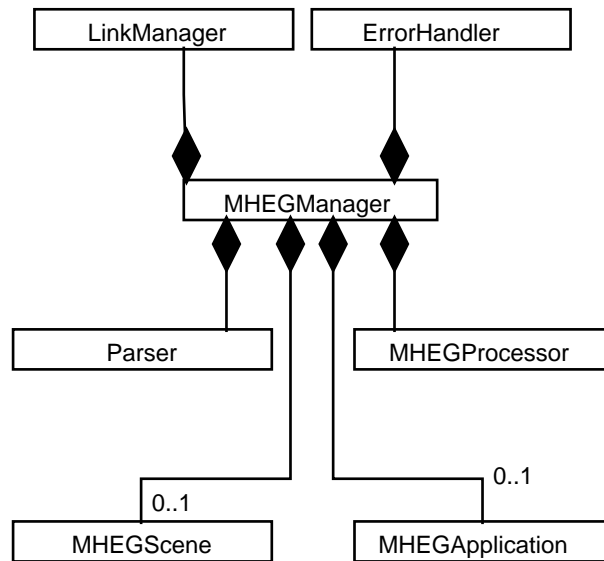 LinkManager
ErrorHandler
MHEGManager
Parser
MHEGProcessor
0..1
0..1
MHEGScene
MHEGApplication